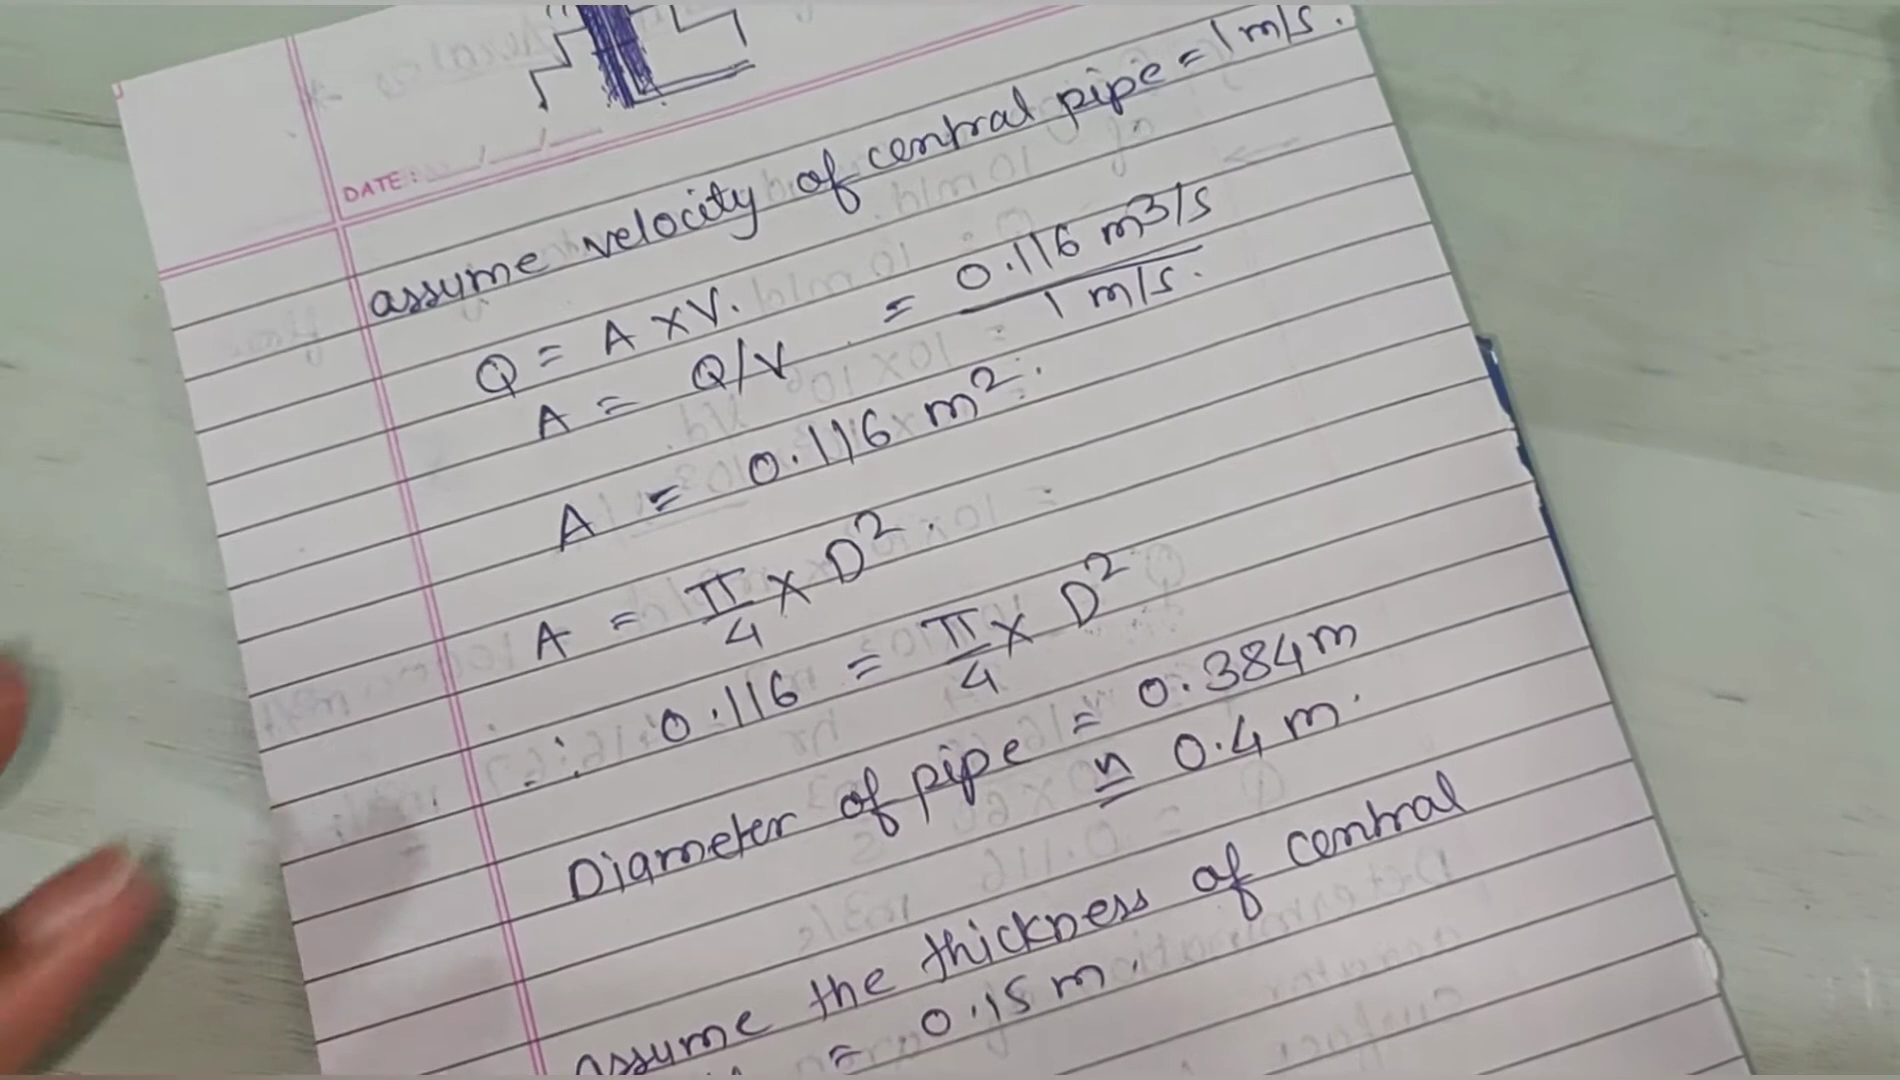 DATE:
assume velocity of central pipe = 1 m/s.
Q = A x V.
A = Q/V = 0.116 m3/s / 1 m/s.
A = 0.116 m².
A = π/4 x D².
∴ 0.116 = π/4 x D²
Diameter of pipe = 0.384 m
≈ 0.4 m.
assume the thickness of central
= 0.15 m.